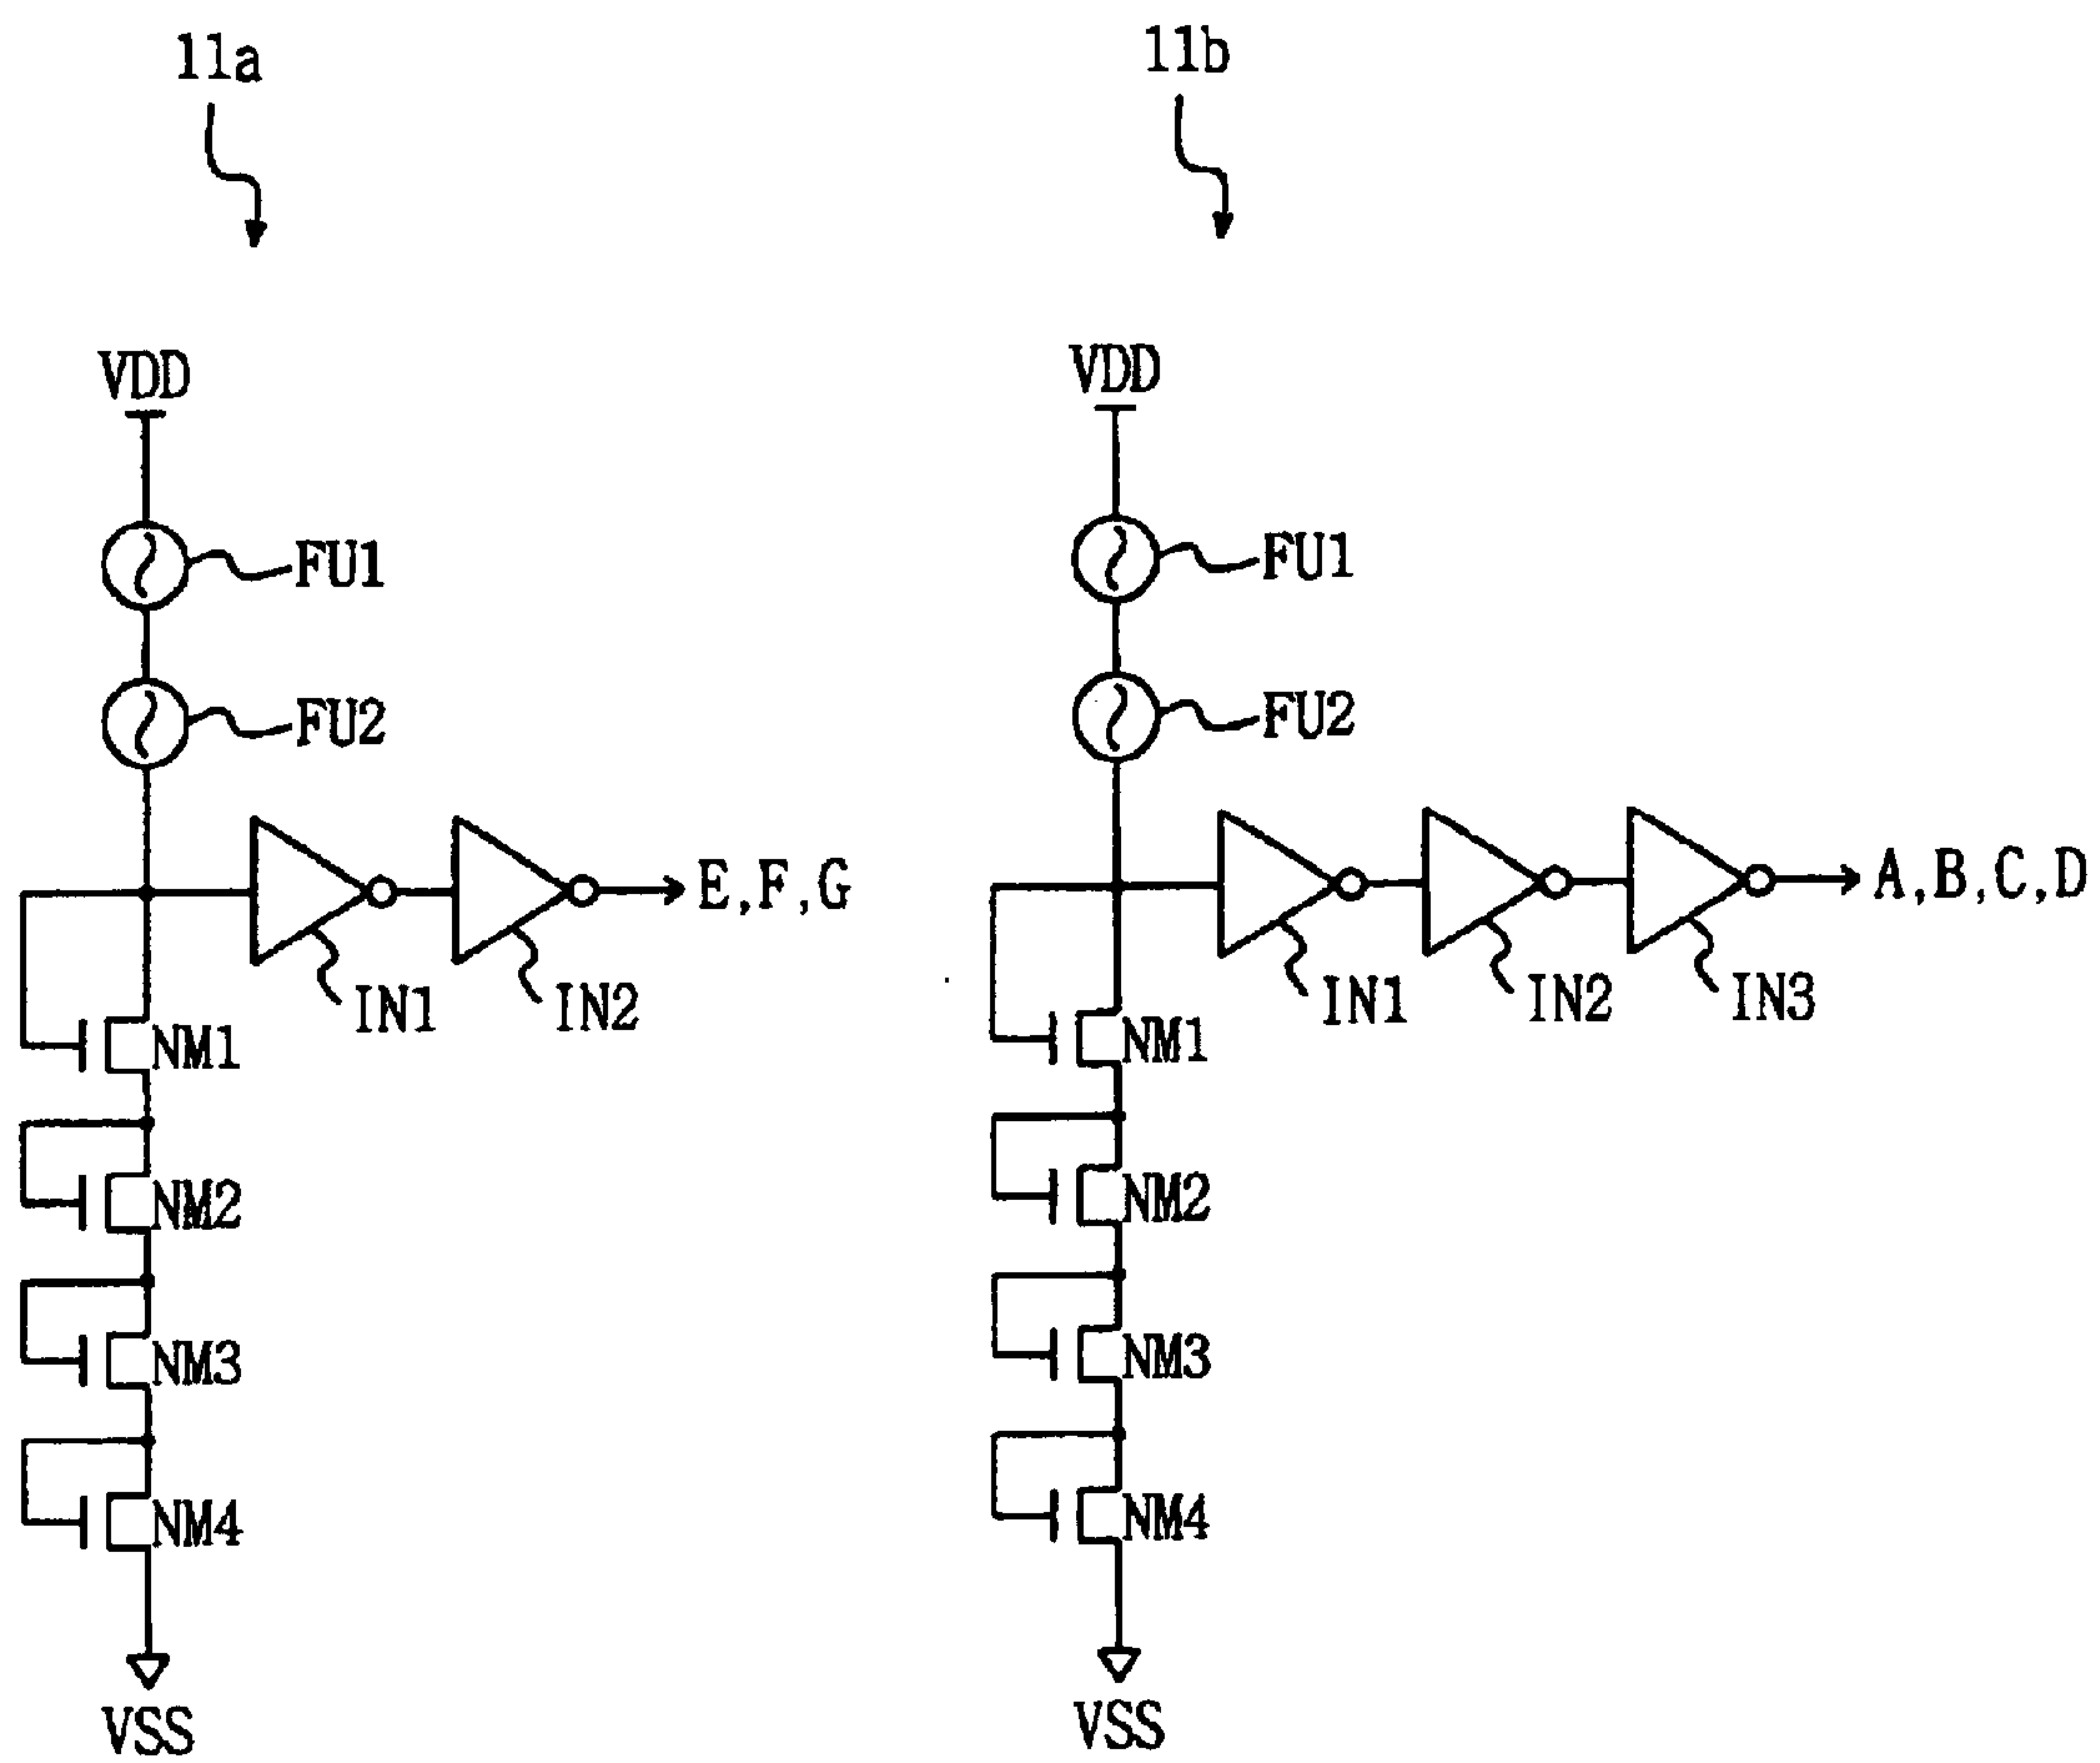 11a
VDD
FU1
FU2
E,F,G
IN1
IN2
NM1
NM2
NM3
NM4
VSS
11b
VDD
FU1
FU2
A,B,C,D
IN1
IN2
IN3
NM1
NM2
NM3
NM4
VSS